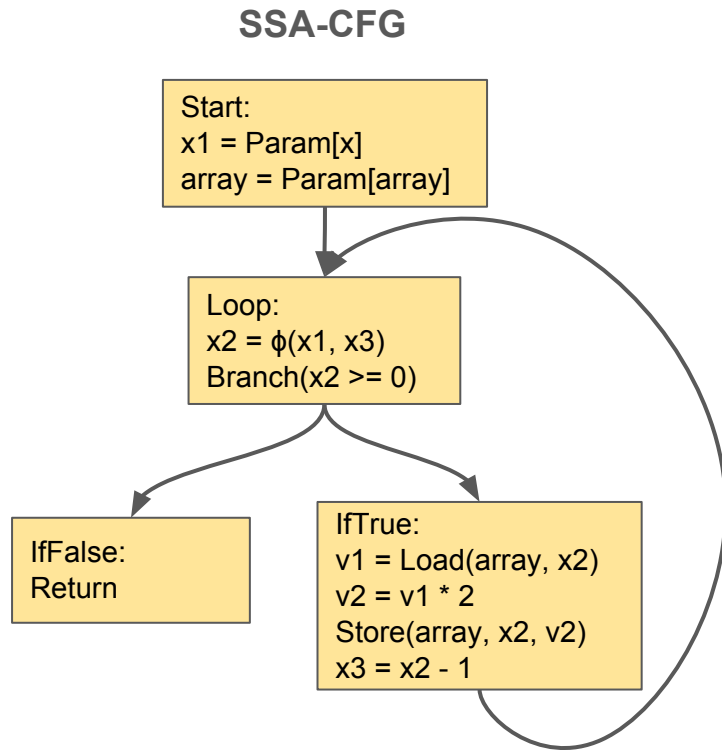 SSA-CFG
Start:
x1 = Param[x]
array = Param[array]
Loop:
x2 = ϕ(x1, x3)
Branch(x2 >= 0)
IfFalse:
Return
IfTrue:
v1 = Load(array, x2)
v2 = v1 * 2
Store(array, x2, v2)
x3 = x2 - 1